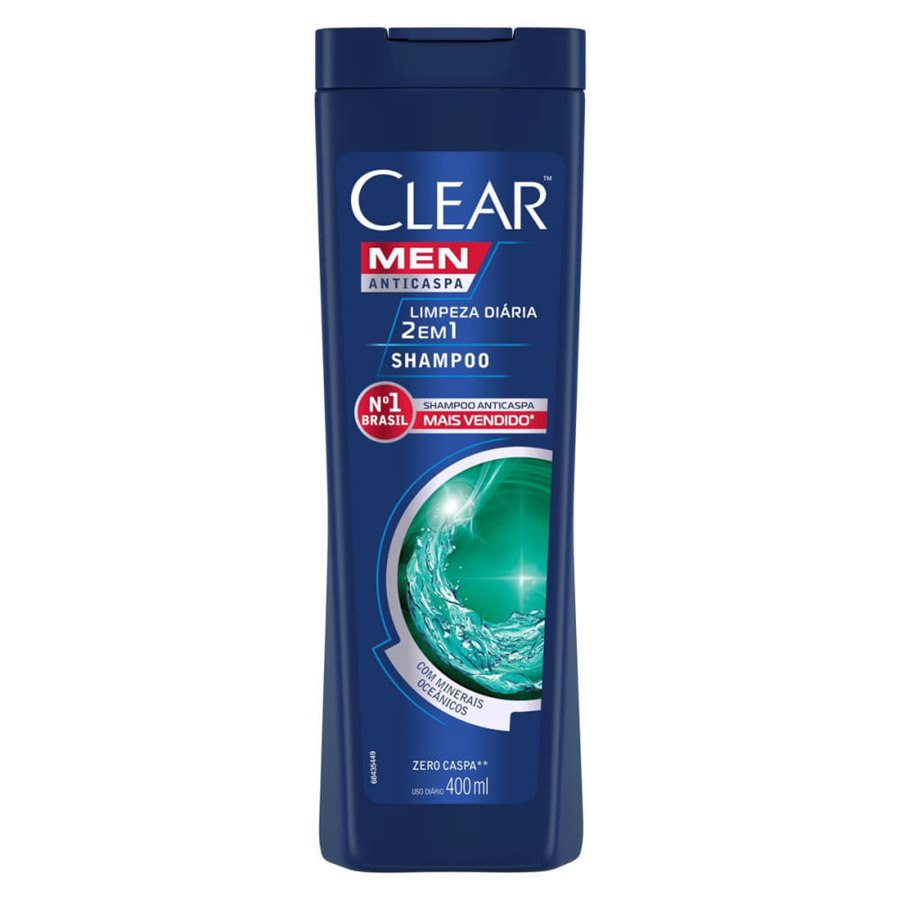 CLEAR™
MEN
ANTICASPA
LIMPEZA DIÁRIA
2EM1
SHAMPOO
Nº1
BRASIL
SHAMPOO ANTICASPA
MAIS VENDIDO*
COM MINERAIS
OCEÂNICOS
68435449
ZERO CASPA**
USO DIÁRIO 400ml